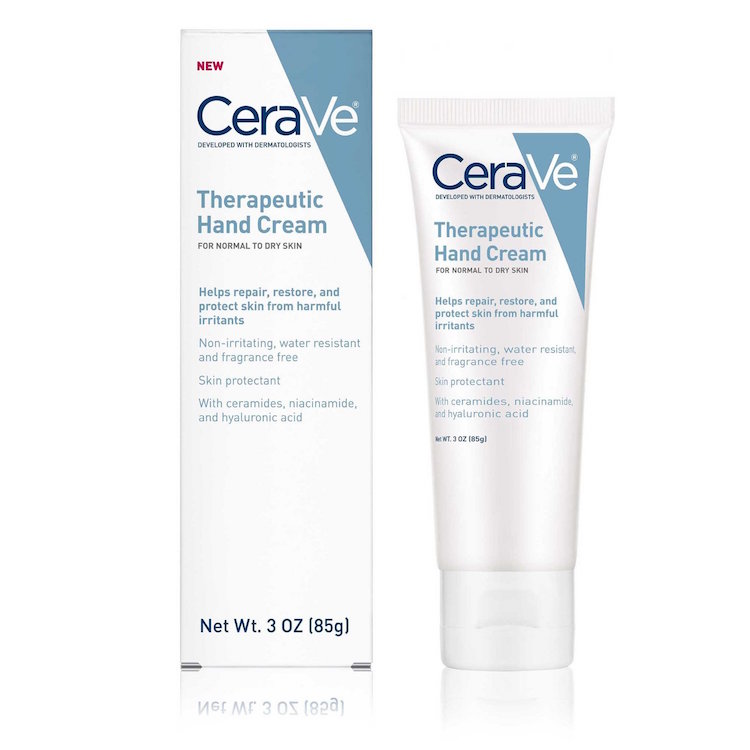 NEW
CeraVe®
DEVELOPED WITH DERMATOLOGISTS
Therapeutic
Hand Cream
FOR NORMAL TO DRY SKIN
Helps repair, restore, and
protect skin from harmful
irritants
Non-irritating, water resistant
and fragrance free
Skin protectant
With ceramides, niacinamide,
and hyaluronic acid
Net Wt. 3 OZ (85g)
CeraVe®
DEVELOPED WITH DERMATOLOGISTS
Therapeutic
Hand Cream
FOR NORMAL TO DRY SKIN
Helps repair, restore, and
protect skin from harmful
irritants
Non-irritating, water resistant,
and fragrance free
Skin protectant
With ceramides, niacinamide,
and hyaluronic acid
Net WT. 3 OZ (85g)